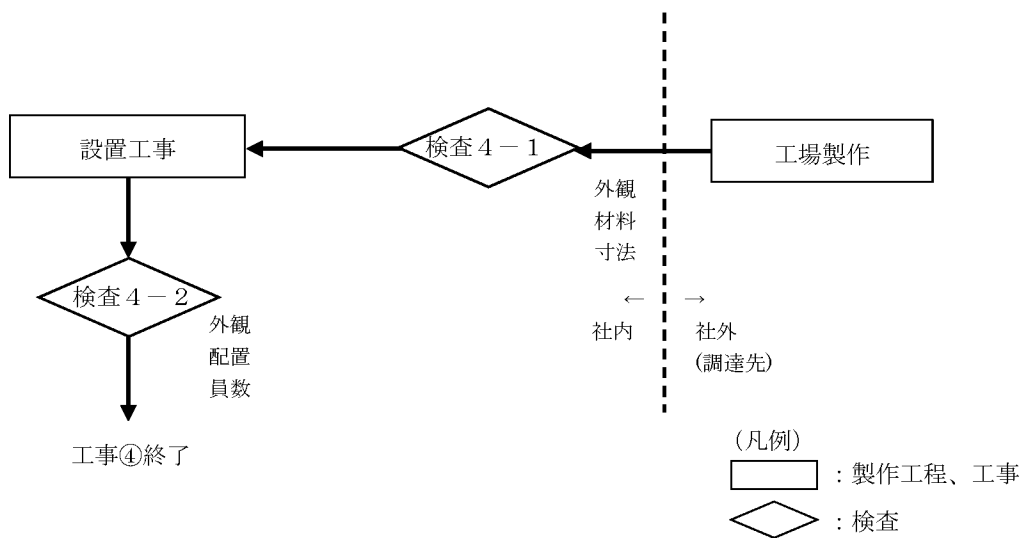 設置工事
検査4-1
工場製作
外観
材料
寸法
検査4-2
外観
配置
員数
← →
社内
社外
(調達先)
工事④終了
(凡例)
:製作工程、工事
:検査